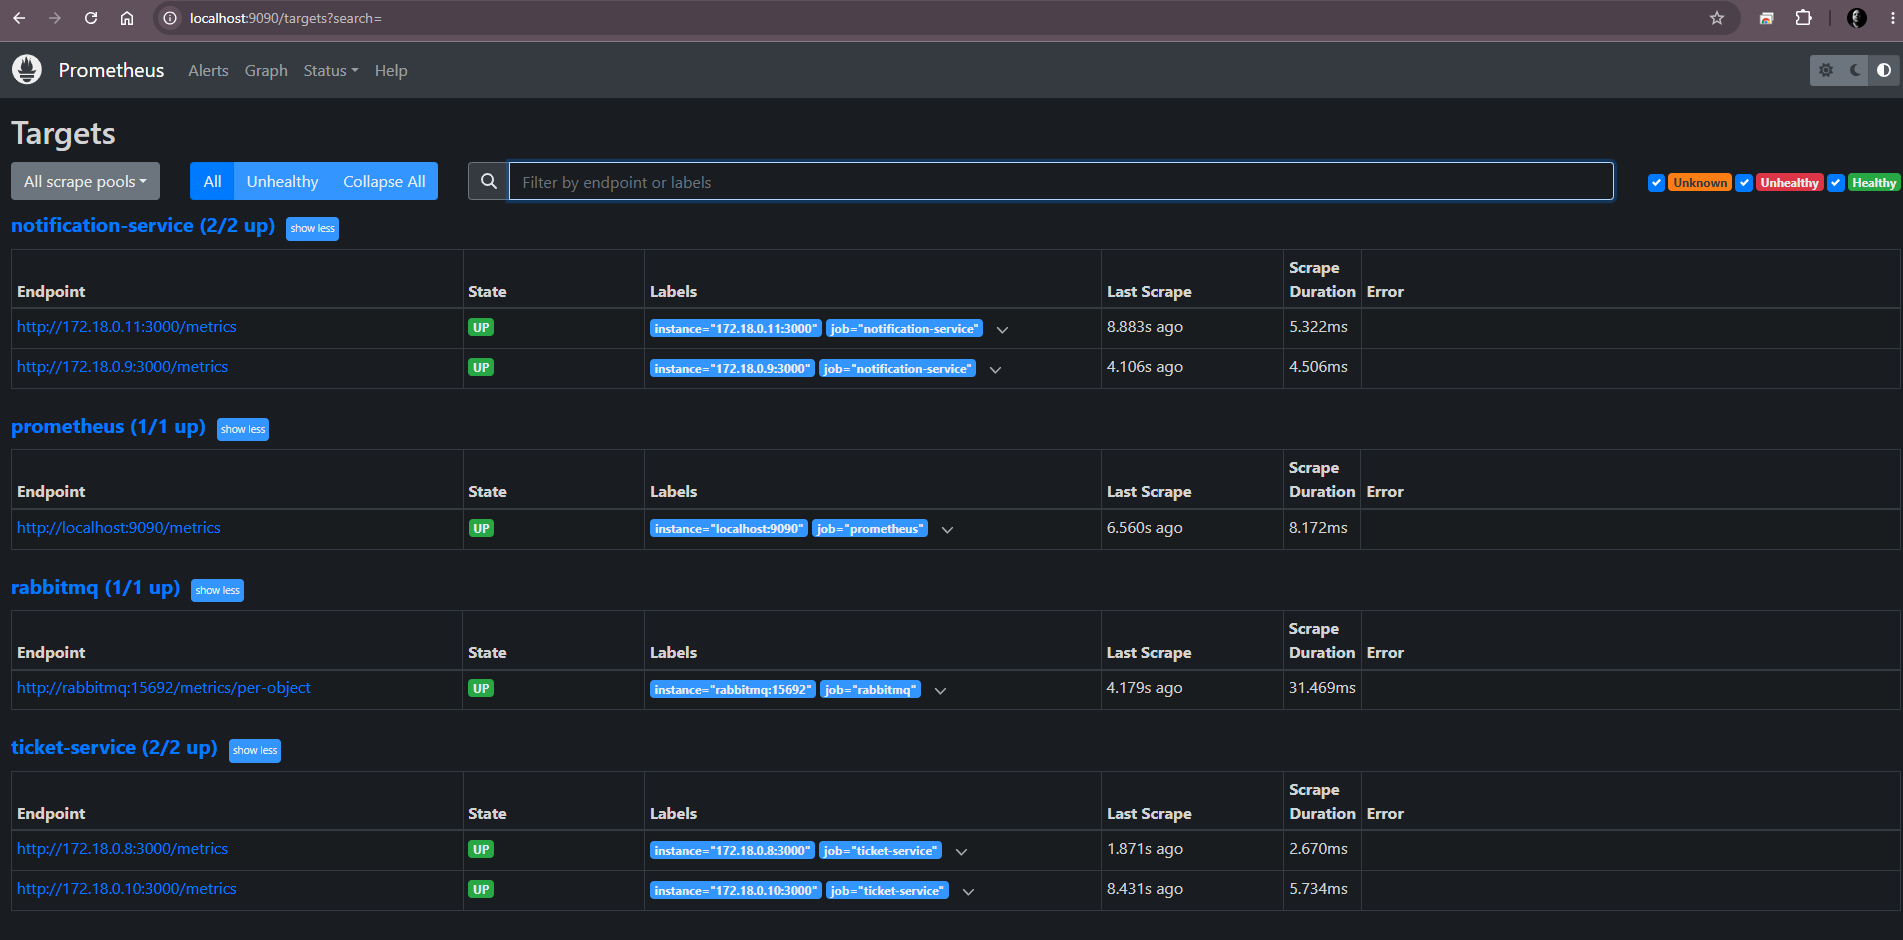 localhost:9090/targets?search=
Prometheus Alerts Graph Status Help
Targets
All scrape pools All Unhealthy Collapse All Filter by endpoint or labels Unknown Unhealthy Healthy
notification-service (2/2 up) show less
Endpoint State Labels Last Scrape Scrape Duration Error
http://172.18.0.11:3000/metrics UP instance="172.18.0.11:3000" job="notification-service" 8.883s ago 5.322ms
http://172.18.0.9:3000/metrics UP instance="172.18.0.9:3000" job="notification-service" 4.106s ago 4.506ms
prometheus (1/1 up) show less
Endpoint State Labels Last Scrape Scrape Duration Error
http://localhost:9090/metrics UP instance="localhost:9090" job="prometheus" 6.560s ago 8.172ms
rabbitmq (1/1 up) show less
Endpoint State Labels Last Scrape Scrape Duration Error
http://rabbitmq:15692/metrics/per-object UP instance="rabbitmq:15692" job="rabbitmq" 4.179s ago 31.469ms
ticket-service (2/2 up) show less
Endpoint State Labels Last Scrape Scrape Duration Error
http://172.18.0.8:3000/metrics UP instance="172.18.0.8:3000" job="ticket-service" 1.871s ago 2.670ms
http://172.18.0.10:3000/metrics UP instance="172.18.0.10:3000" job="ticket-service" 8.431s ago 5.734ms